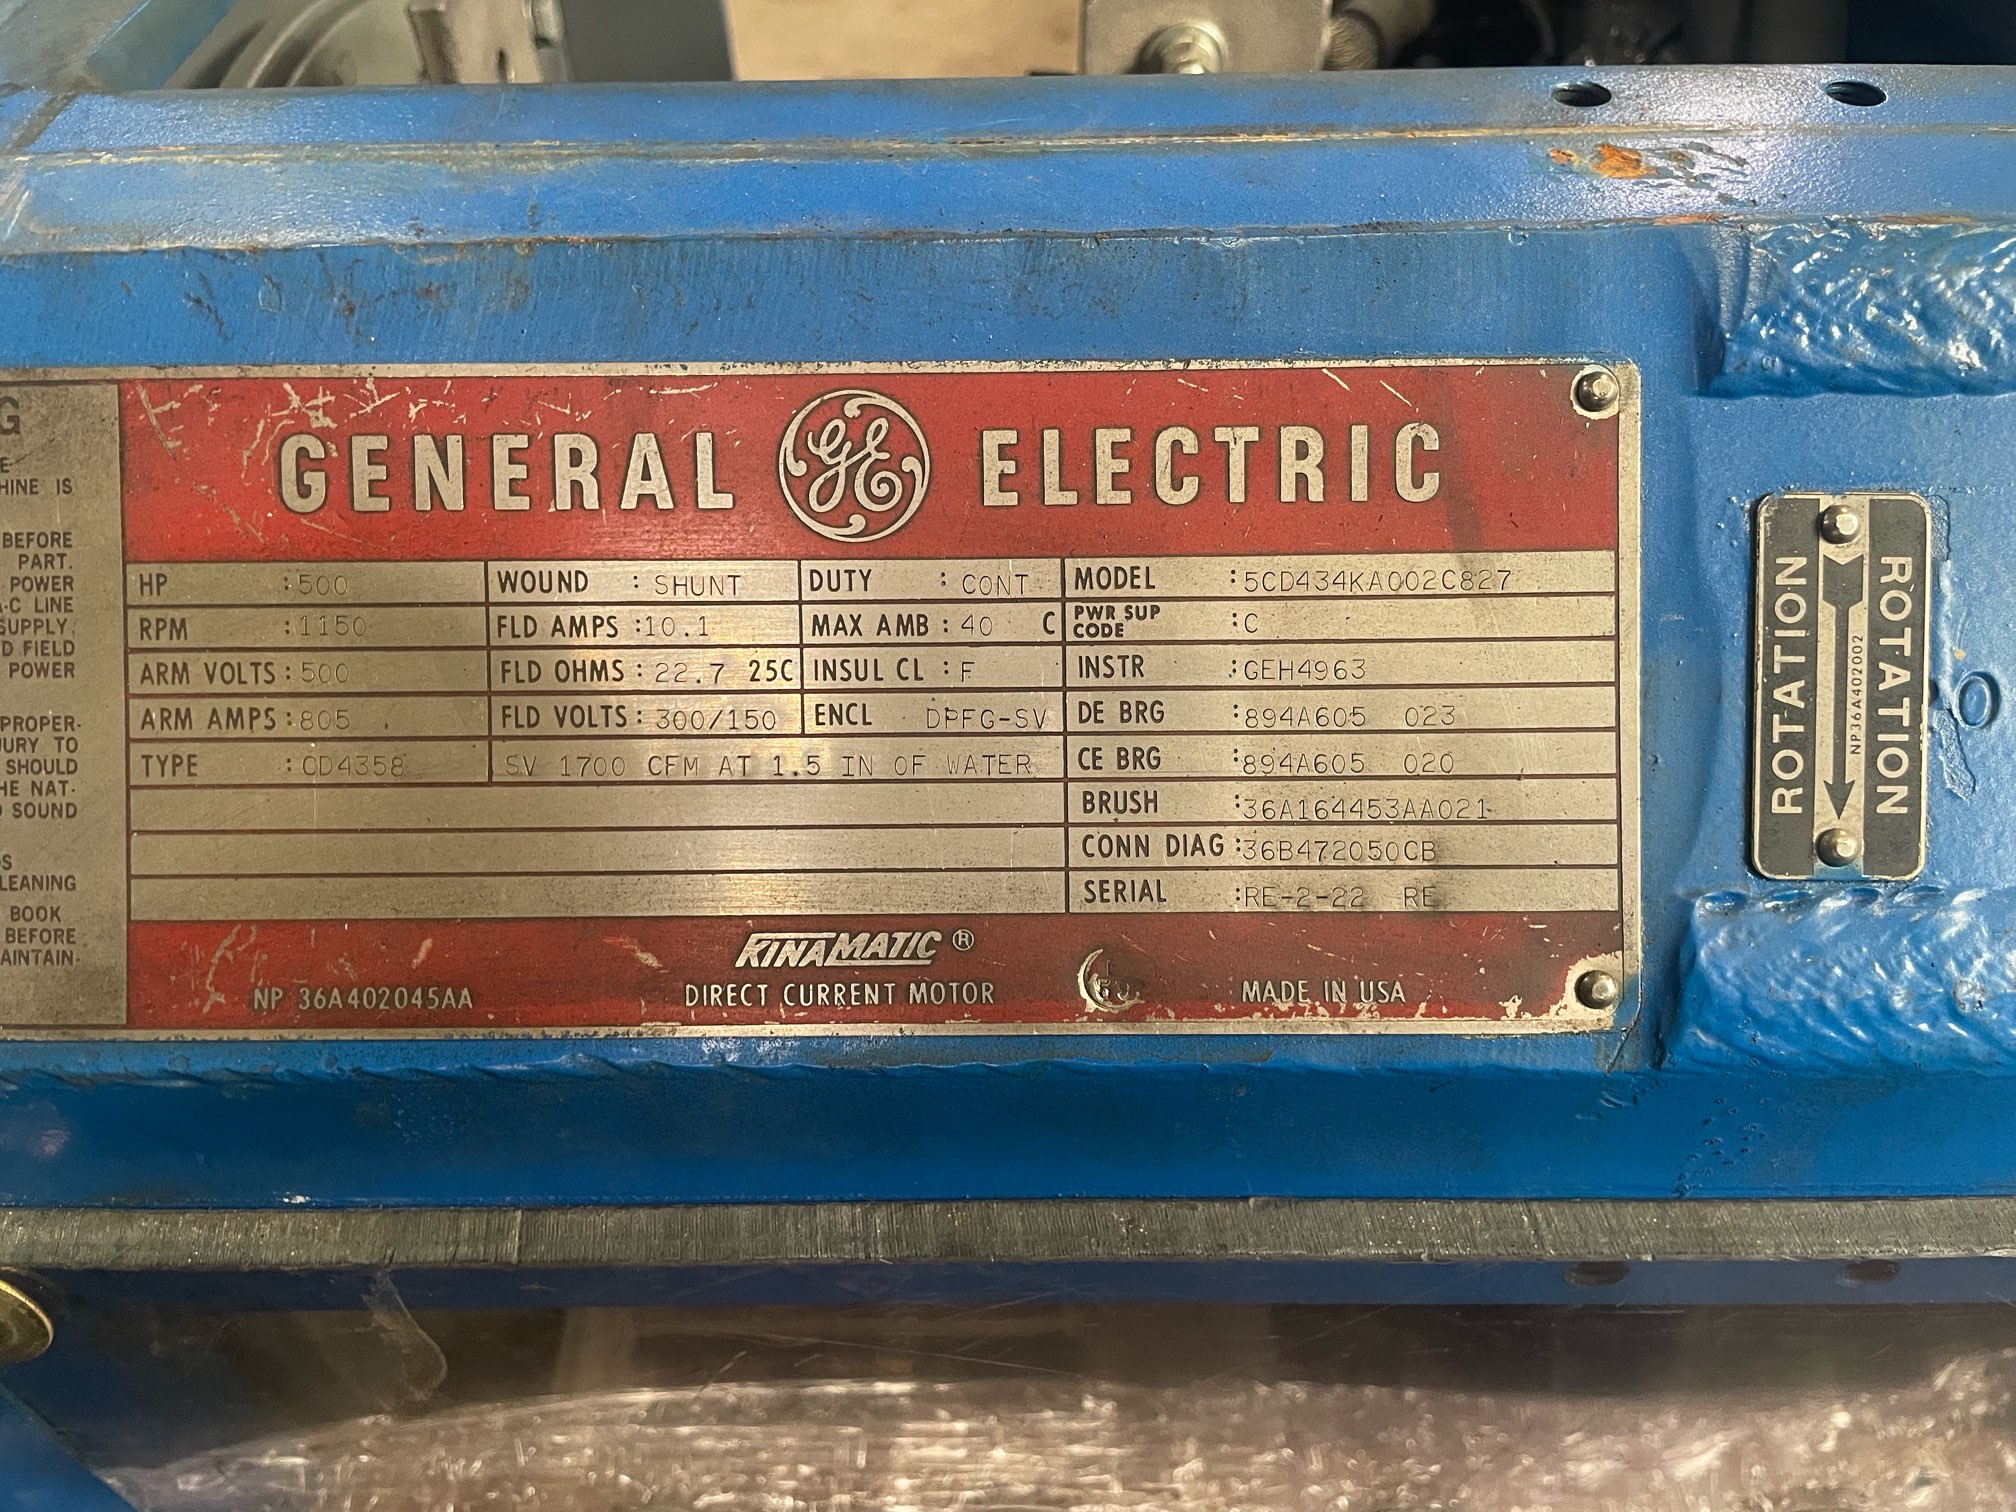 G
E
HINE IS
BEFORE
PART.
POWER
A-C LINE
SUPPLY,
D FIELD
POWER
PROPER-
JURY TO
SHOULD
HE NAT-
SOUND
LEANING
BOOK
BEFORE
AINTAIN-
GENERAL GE ELECTRIC
HP :500 WOUND : SHUNT DUTY : CONT MODEL :5CD434KA002C827
RPM :1150 FLD AMPS :10.1 MAX AMB : 40 C PWR SUP CODE :C
ARM VOLTS :500 FLD OHMS : 22.7 25C INSUL CL : F INSTR :GEH4963
ARM AMPS :805 FLD VOLTS : 300/150 ENCL DPFG-SV DE BRG :894A605 023
TYPE :CD4358 SV 1700 CFM AT 1.5 IN OF WATER CE BRG :894A605 020
BRUSH :36A164453AA021
CONN DIAG :36B472050CB
SERIAL :RE-2-22 RE
KINAMATIC ®
NP 36A402045AA DIRECT CURRENT MOTOR MADE IN USA
ROTATION
NP36A402002
ROTATION